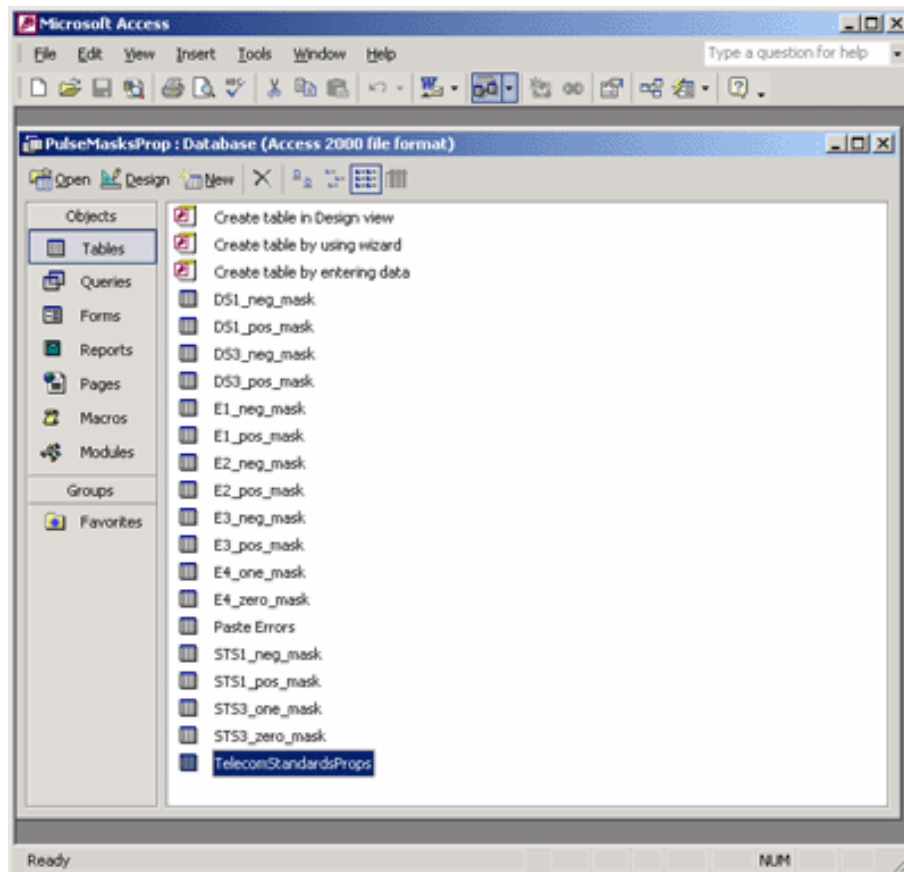 Microsoft Access
File Edit View Insert Tools Window Help Type a question for help
PulseMasksProp : Database (Access 2000 file format)
Open Design New
Objects
Tables
Queries
Forms
Reports
Pages
Macros
Modules
Groups
Favorites
Create table in Design view
Create table by using wizard
Create table by entering data
DS1_neg_mask
DS1_pos_mask
DS3_neg_mask
DS3_pos_mask
E1_neg_mask
E1_pos_mask
E2_neg_mask
E2_pos_mask
E3_neg_mask
E3_pos_mask
E4_one_mask
E4_zero_mask
Paste Errors
STS1_neg_mask
STS1_pos_mask
STS3_one_mask
STS3_zero_mask
TelecomStandardsProps
Ready NUM